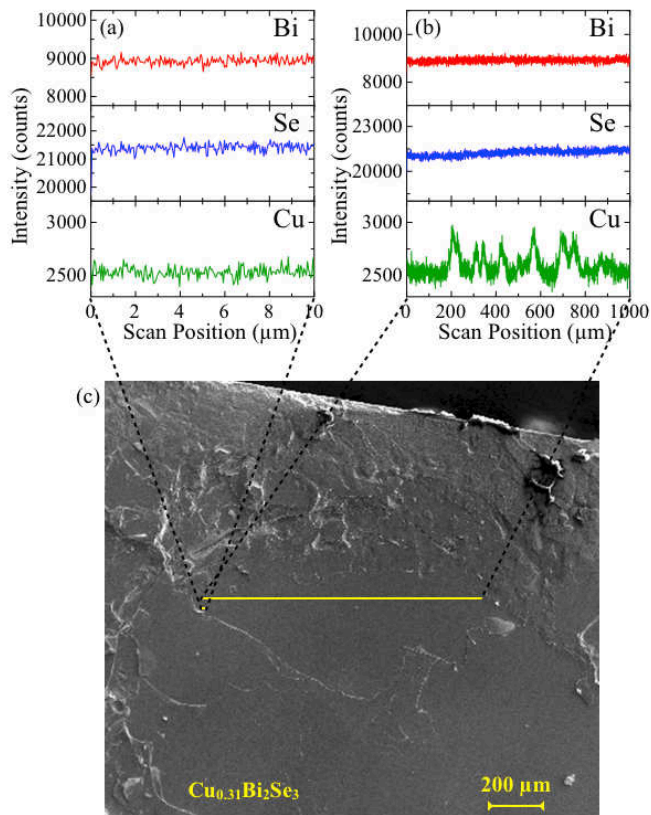 (a)
Bi
10000
9000
8000
Se
22000
21400
20000
Cu
3000
2500
0 2 4 6 8 10
Scan Position (µm)
Intensity (counts)
(b)
Bi
10000
9000
8000
Se
23000
21000
20000
Cu
3000
2500
0 200 400 600 800 1000
Scan Position (µm)
Intensity (counts)
(c)
Cu0.31Bi2Se3
200 µm